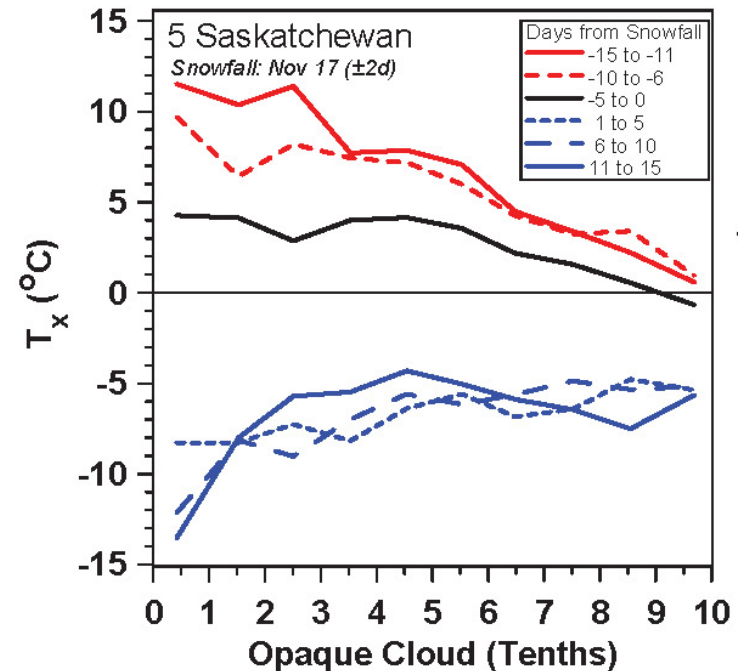 5 Saskatchewan
Snowfall: Nov 17 (±2d)
Days from Snowfall
-15 to -11
-10 to -6
-5 to 0
1 to 5
6 to 10
11 to 15
15
10
5
0
-5
-10
-15
Tx (°C)
0 1 2 3 4 5 6 7 8 9 10
Opaque Cloud (Tenths)